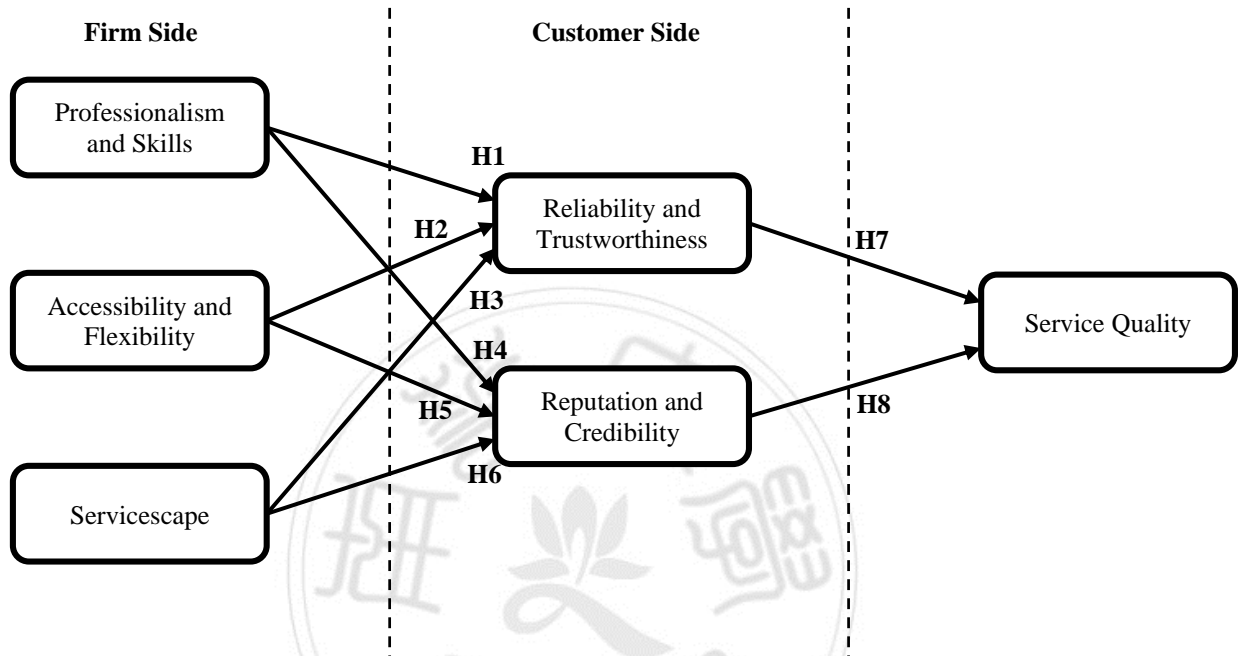 Firm Side
Customer Side
Professionalism
and Skills
H1
Reliability and
Trustworthiness
H2
H7
Accessibility and
Flexibility
H3
Service Quality
H4
H5
Reputation and
Credibility
H8
H6
Servicescape